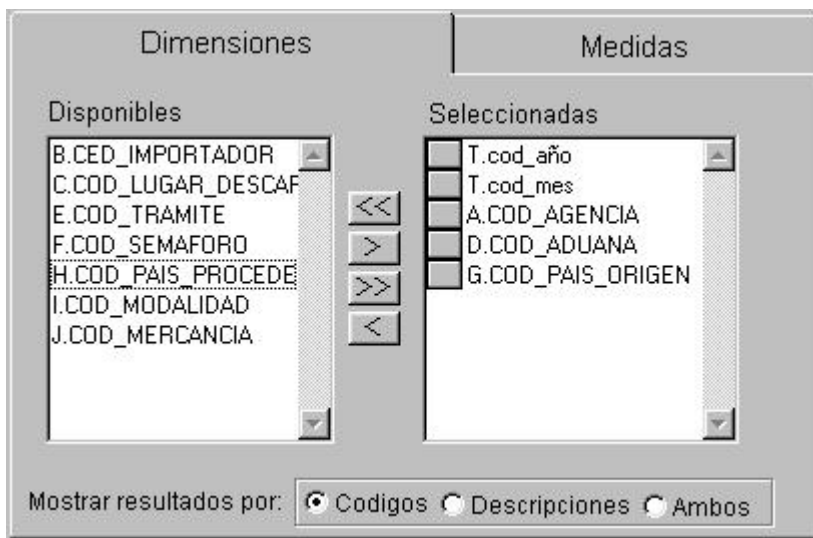 Dimensiones
Medidas
Disponibles
B.CED_IMPORTADOR
C.COD_LUGAR_DESCAR
E.COD_TRAMITE
F.COD_SEMAFORO
H.COD_PAIS_PROCEDE
I.COD_MODALIDAD
J.COD_MERCANCIA
<<
>
>>
<
Seleccionadas
T.cod_año
T.cod_mes
A.COD_AGENCIA
D.COD_ADUANA
G.COD_PAIS_ORIGEN
Mostrar resultados por: Codigos Descripciones Ambos